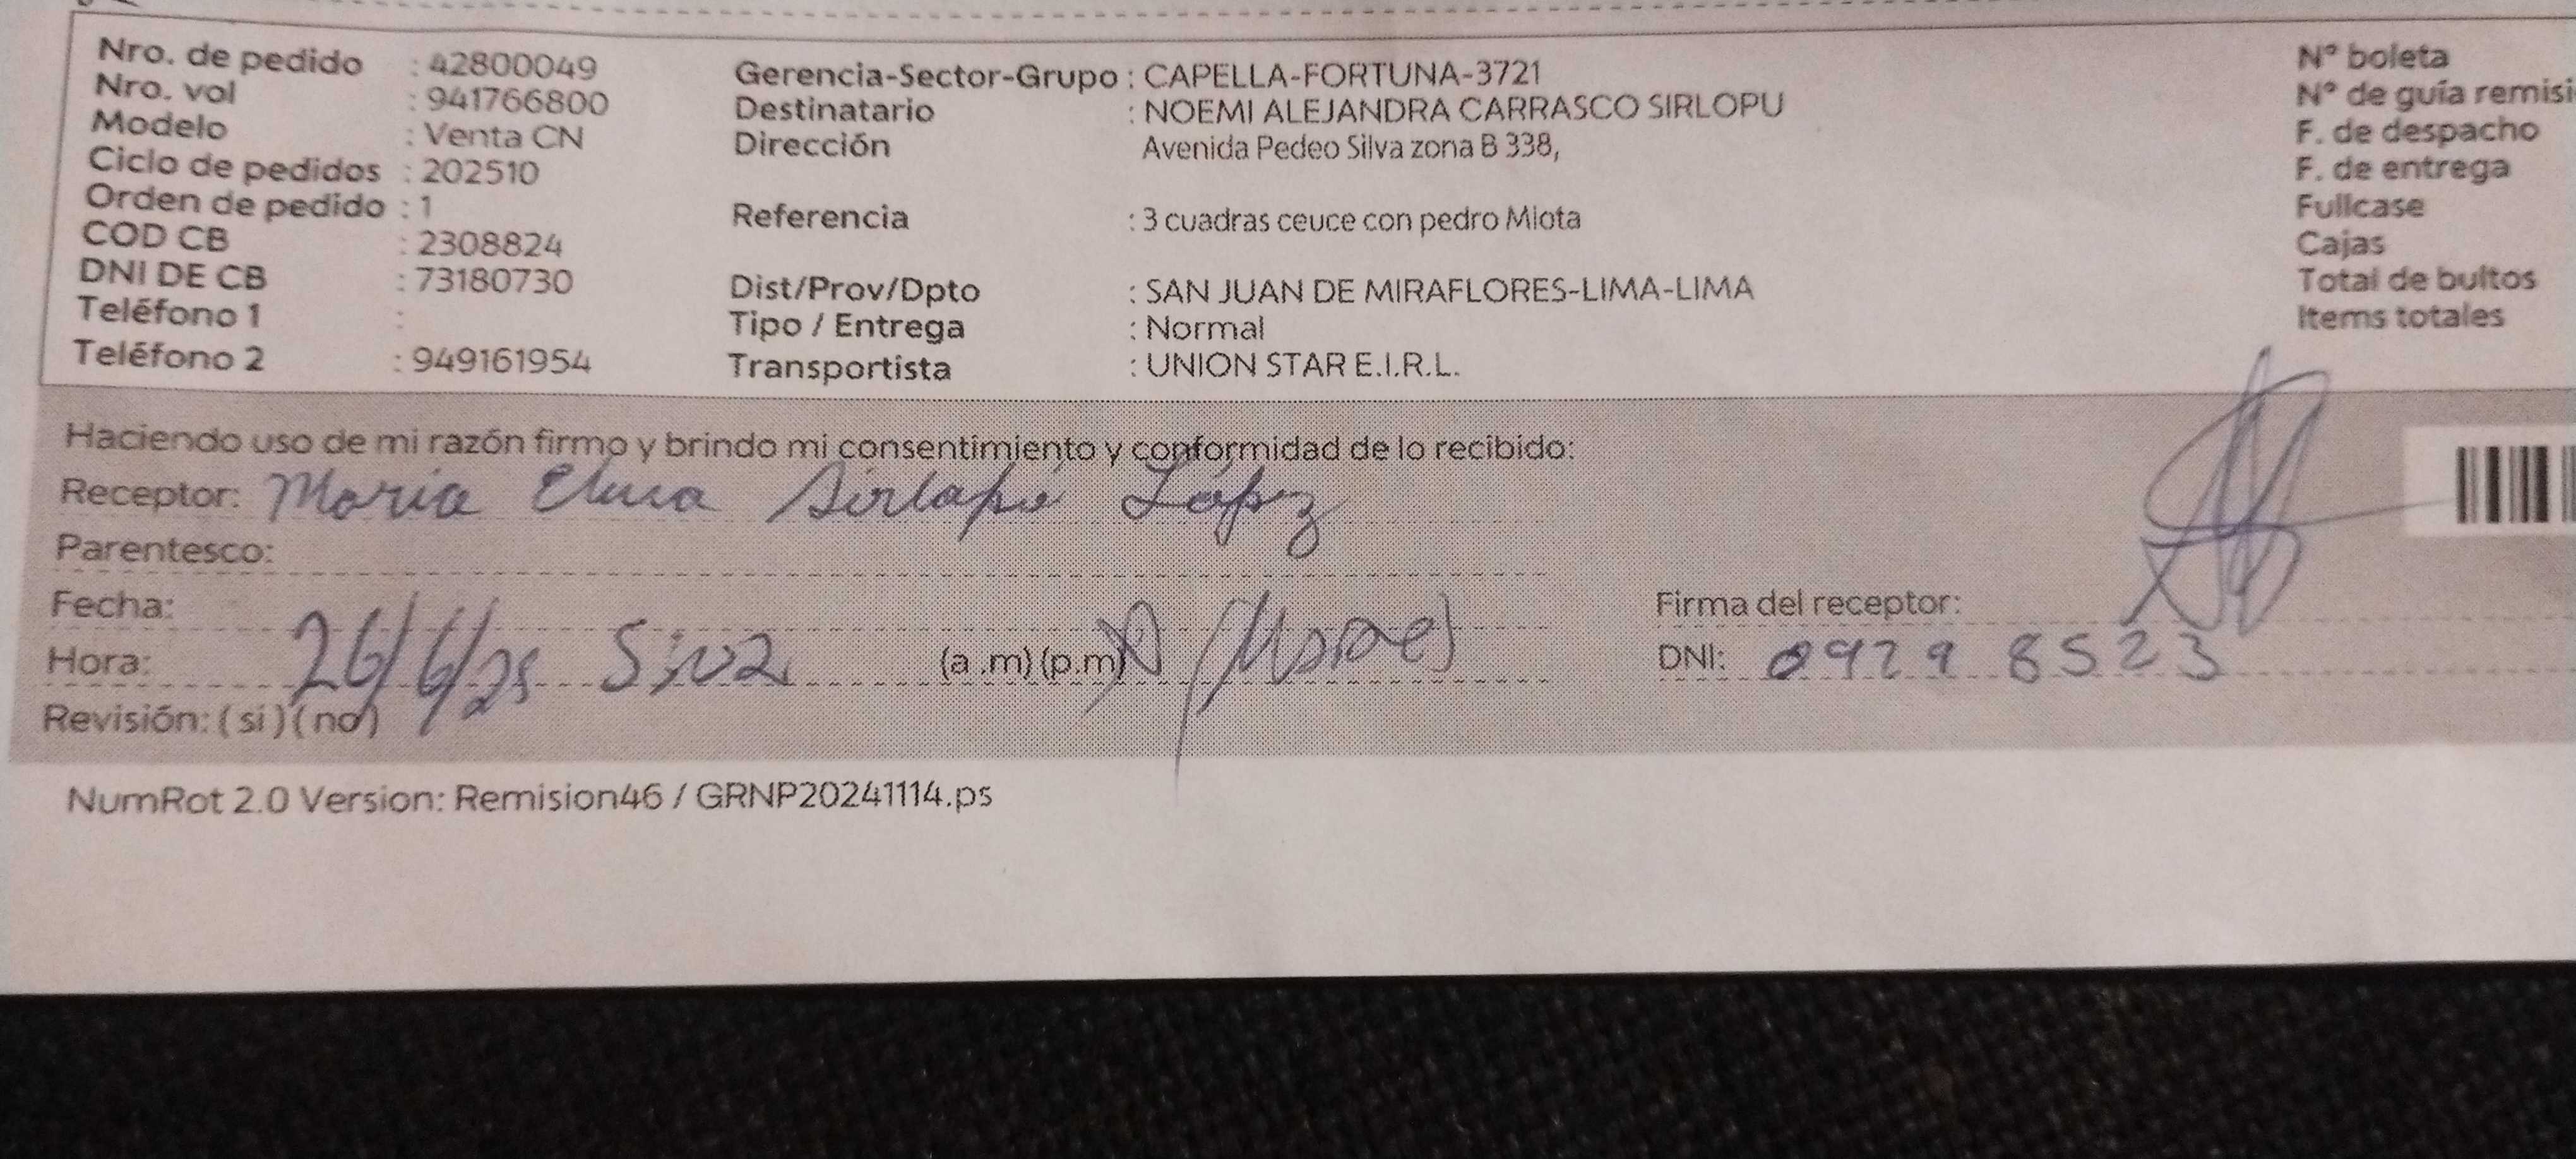 Nro. de pedido : 42800049
Nro. vol : 941766800
Modelo : Venta CN
Ciclo de pedidos : 202510
Orden de pedido : 1
COD CB : 2308824
DNI DE CB : 73180730
Teléfono 1 :
Teléfono 2 : 949161954
Gerencia-Sector-Grupo : CAPELLA-FORTUNA-3721
Destinatario : NOEMI ALEJANDRA CARRASCO SIRLOPU
Dirección Avenida Pedeo Silva zona B 338,
Referencia : 3 cuadras ceuce con pedro Miota
Dist/Prov/Dpto : SAN JUAN DE MIRAFLORES-LIMA-LIMA
Tipo / Entrega : Normal
Transportista : UNION STAR E.I.R.L.
N° boleta
N° de guía remisi
F. de despacho
F. de entrega
Fullcase
Cajas
Total de bultos
Items totales
Haciendo uso de mi razón firmo y brindo mi consentimiento y conformidad de lo recibido:
Receptor: Maria Sirlopú López
Parentesco:
Fecha:
Hora: 26/6/25 (a .m) (p.m)
Revisión: ( si ) ( no )
Firma del receptor:
DNI: 09298523
NumRot 2.0 Version: Remision46 / GRNP20241114.ps